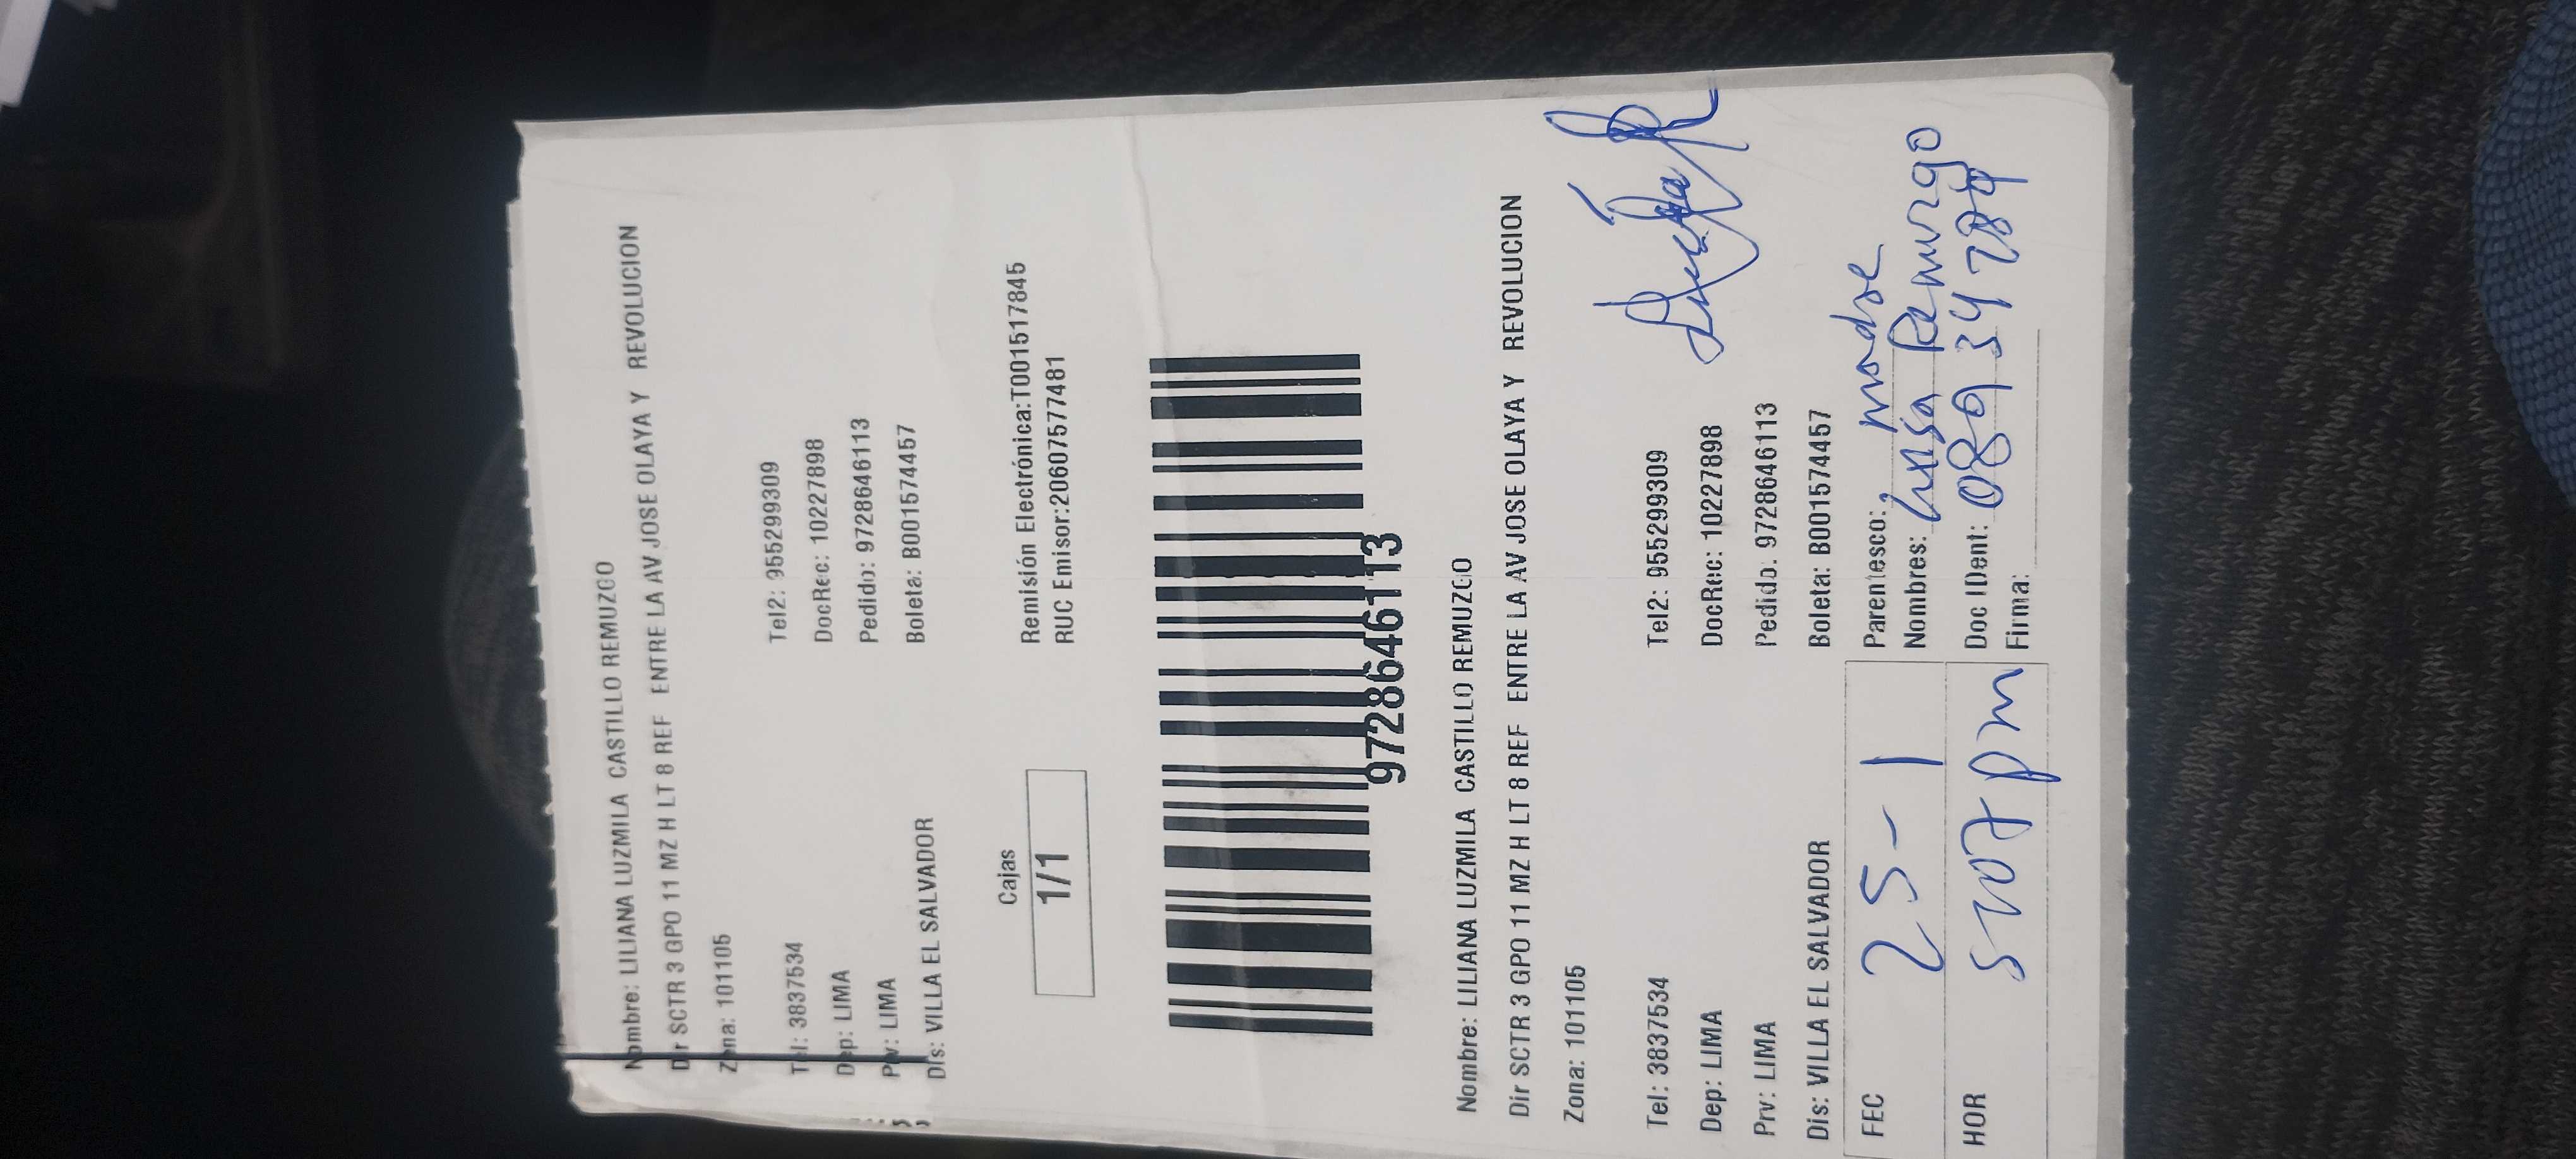 Nombre: LILIANA LUZMILA CASTILLO REMUZGO
Dir SCTR 3 GPO 11 MZ H LT 8 REF ENTRE LA AV JOSE OLAYA Y REVOLUCION
Zona: 101105
Tel: 3837534 Tel2: 955299309
Dep: LIMA DocRec: 10227898
Prv: LIMA Pedido: 9728646113
Dis: VILLA EL SALVADOR Boleta: B001574457
Cajas
1/1
Remisión Electrónica:T001517845
RUC Emisor:20607577481
9728646113
Nombre: LILIANA LUZMILA CASTILLO REMUZGO
Dir SCTR 3 GPO 11 MZ H LT 8 REF ENTRE LA AV JOSE OLAYA Y REVOLUCION
Zona: 101105
Tel: 3837534 Tel2: 955299309
Dep: LIMA DocRec: 10227898
Prv: LIMA Pedido: 9728646113
Dis: VILLA EL SALVADOR Boleta: B001574457
FEC 25-1 Parentesco: madre
Nombres: Luisa Remuzgo
HOR 5:07 pm Doc IDent:
Firma: